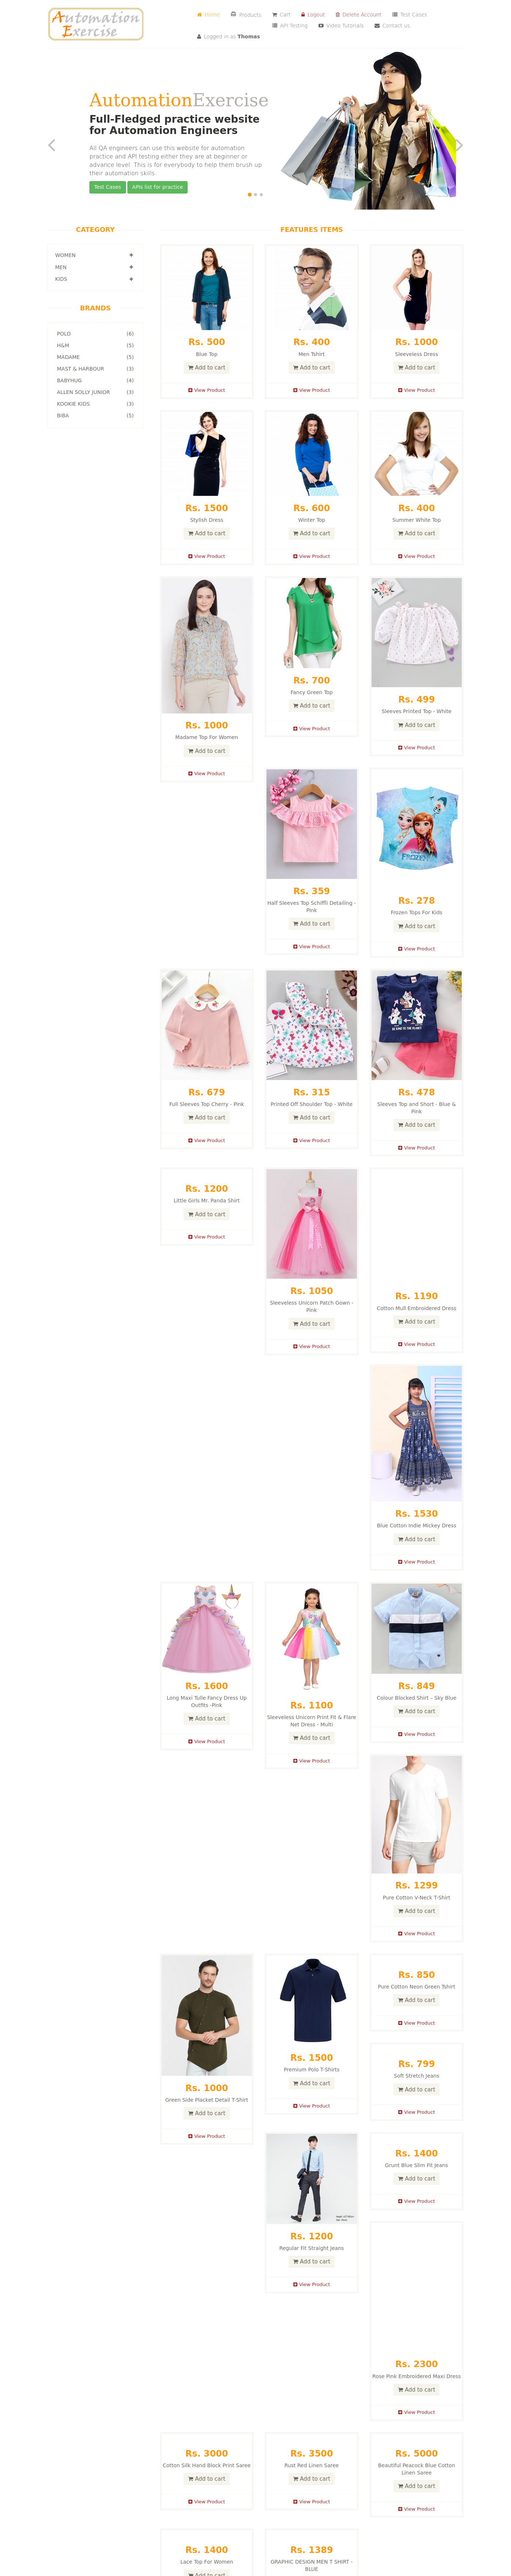 Automation
Exercise
Home Products Cart Logout Delete Account Test Cases
API Testing Video Tutorials Contact us
Logged in as Thomas
AutomationExercise
Full-Fledged practice website
for Automation Engineers
All QA engineers can use this website for automation
practice and API testing either they are at beginner or
advance level. This is for everybody to help them brush up
their automation skills.
Test Cases APIs list for practice
CATEGORY
WOMEN
MEN
KIDS
BRANDS
POLO (6)
H&M (5)
MADAME (5)
MAST & HARBOUR (3)
BABYHUG (4)
ALLEN SOLLY JUNIOR (3)
KOOKIE KIDS (3)
BIBA (5)
FEATURES ITEMS
Rs. 500
Blue Top
Add to cart
View Product
Rs. 400
Men Tshirt
Add to cart
View Product
Rs. 1000
Sleeveless Dress
Add to cart
View Product
Rs. 1500
Stylish Dress
Add to cart
View Product
Rs. 600
Winter Top
Add to cart
View Product
Rs. 400
Summer White Top
Add to cart
View Product
Rs. 1000
Madame Top For Women
Add to cart
View Product
Rs. 700
Fancy Green Top
Add to cart
View Product
Rs. 499
Sleeves Printed Top - White
Add to cart
View Product
Rs. 359
Half Sleeves Top Schiffli Detailing -
Pink
Add to cart
View Product
FROZEN
Rs. 278
Frozen Tops For Kids
Add to cart
View Product
Rs. 679
Full Sleeves Top Cherry - Pink
Add to cart
View Product
Rs. 315
Printed Off Shoulder Top - White
Add to cart
View Product
Rs. 478
Sleeves Top and Short - Blue &
Pink
Add to cart
View Product
Rs. 1200
Little Girls Mr. Panda Shirt
Add to cart
View Product
Rs. 1050
Sleeveless Unicorn Patch Gown -
Pink
Add to cart
View Product
Rs. 1190
Cotton Mull Embroidered Dress
Add to cart
View Product
Rs. 1530
Blue Cotton Indie Mickey Dress
Add to cart
View Product
Rs. 1600
Long Maxi Tulle Fancy Dress Up
Outfits -Pink
Add to cart
View Product
Rs. 1100
Sleeveless Unicorn Print Fit & Flare
Net Dress - Multi
Add to cart
View Product
Rs. 849
Colour Blocked Shirt – Sky Blue
Add to cart
View Product
Rs. 1299
Pure Cotton V-Neck T-Shirt
Add to cart
View Product
Rs. 1000
Green Side Placket Detail T-Shirt
Add to cart
View Product
Rs. 1500
Premium Polo T-Shirts
Add to cart
View Product
Rs. 850
Pure Cotton Neon Green Tshirt
Add to cart
View Product
Rs. 799
Soft Stretch Jeans
Add to cart
View Product
Rs. 1200
Regular Fit Straight Jeans
Add to cart
View Product
Rs. 1400
Grunt Blue Slim Fit Jeans
Add to cart
View Product
Rs. 2300
Rose Pink Embroidered Maxi Dress
Add to cart
View Product
Rs. 3000
Cotton Silk Hand Block Print Saree
Add to cart
View Product
Rs. 3500
Rust Red Linen Saree
Add to cart
View Product
Rs. 5000
Beautiful Peacock Blue Cotton
Linen Saree
Add to cart
View Product
Rs. 1400
Lace Top For Women
Add to cart
Rs. 1389
GRAPHIC DESIGN MEN T SHIRT -
BLUE